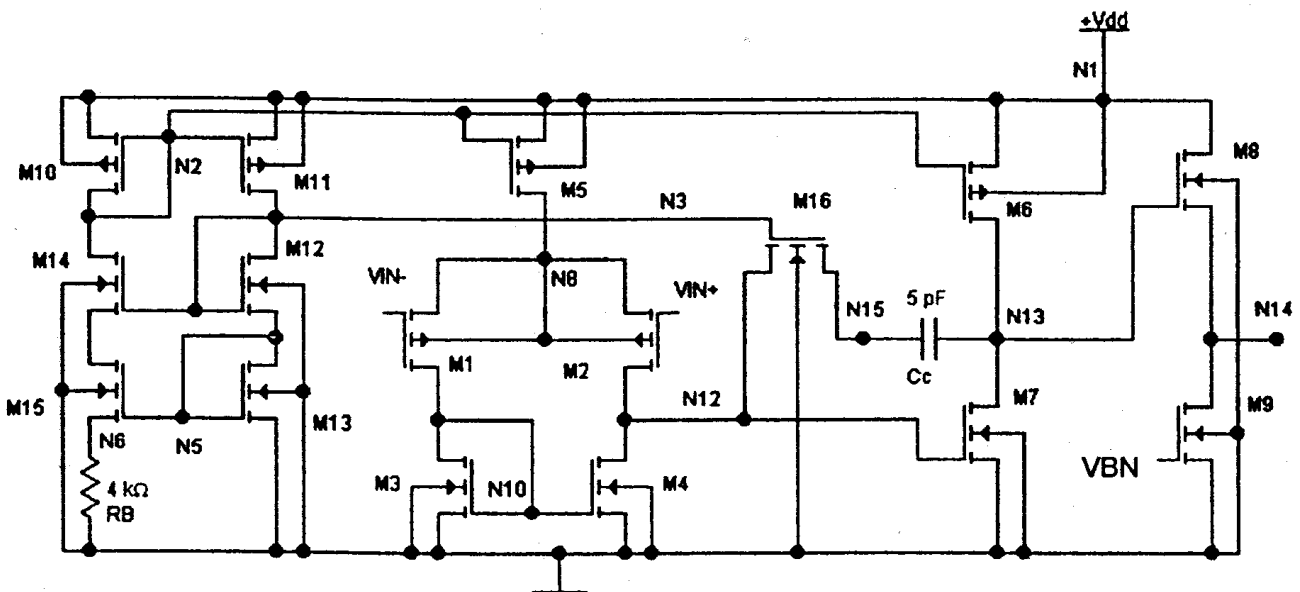 +Vdd
N1
M10
N2
M11
M5
M6
M8
N3
M16
M14
M12
VIN-
N8
VIN+
N15
5 pF
N13
N14
Cc
M1
M2
M15
M13
N12
M7
M9
N6
N5
4 kΩ
RB
M3
N10
M4
VBN